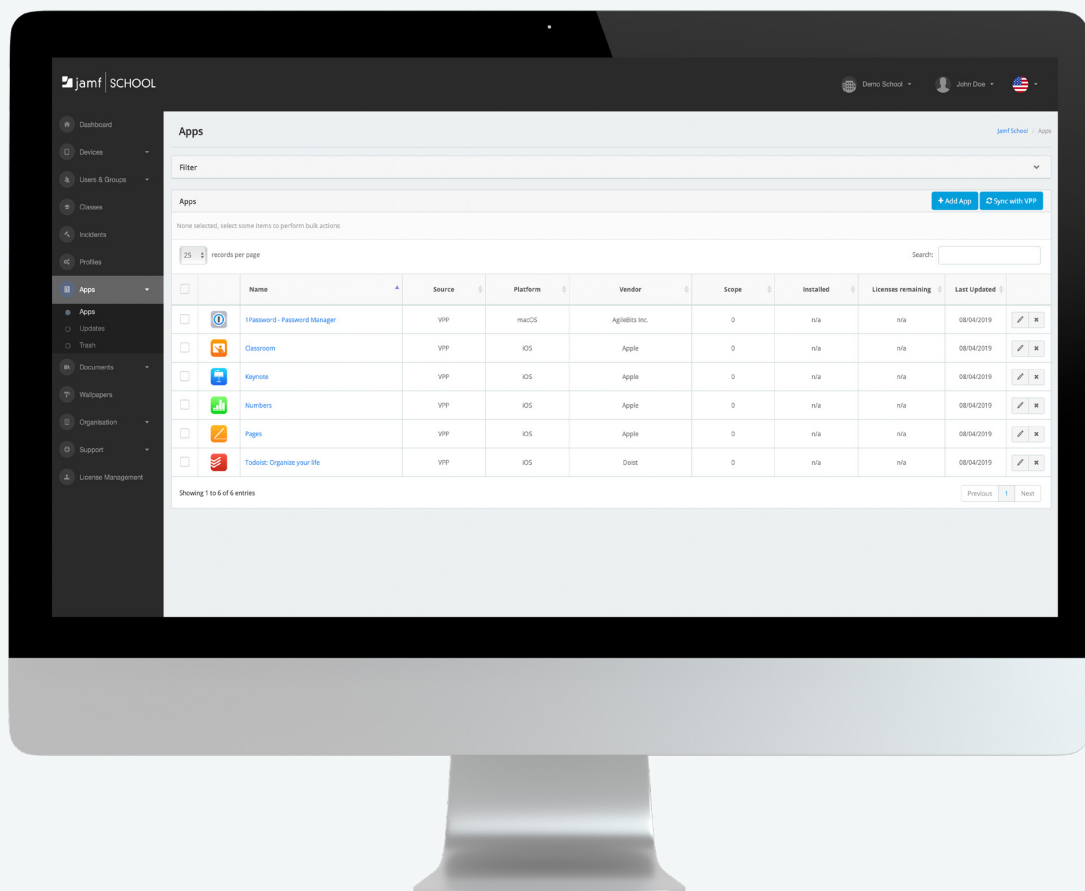 jamf SCHOOL
Demo School
John Doe
Dashboard
Devices
Users & Groups
Classes
Incidents
Profiles
Apps
Apps
Updates
Trash
Documents
Wallpapers
Organisation
Support
License Management
Apps
Jamf School / Apps
Filter
Apps
+ Add App
Sync with VPP
None selected, select some items to perform bulk actions
25 records per page
Search:
Name Source Platform Vendor Scope Installed Licenses remaining Last Updated
1Password - Password Manager VPP macOS AgileBits Inc. 0 n/a n/a 08/04/2019
Classroom VPP iOS Apple 0 n/a n/a 08/04/2019
Keynote VPP iOS Apple 0 n/a n/a 08/04/2019
Numbers VPP iOS Apple 0 n/a n/a 08/04/2019
Pages VPP iOS Apple 0 n/a n/a 08/04/2019
Todoist: Organize your life VPP iOS Doist 0 n/a n/a 08/04/2019
Showing 1 to 6 of 6 entries
Previous 1 Next